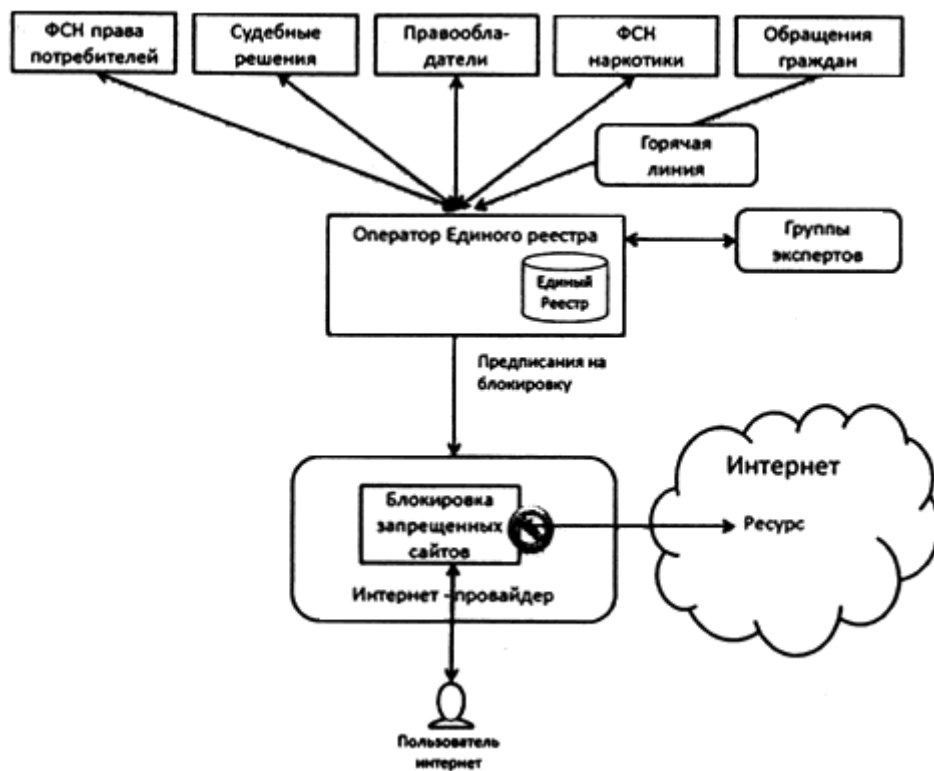 ФСН права
потребителей
Судебные
решения
Правообла-
датели
ФСН
наркотики
Обращения
граждан
Горячая
линия
Оператор Единого реестра
Группы
экспертов
Единый
Реестр
Предписания на
блокировку
Интернет
Блокировка
запрещенных
сайтов
Ресурс
Интернет - провайдер
Пользователь
интернет